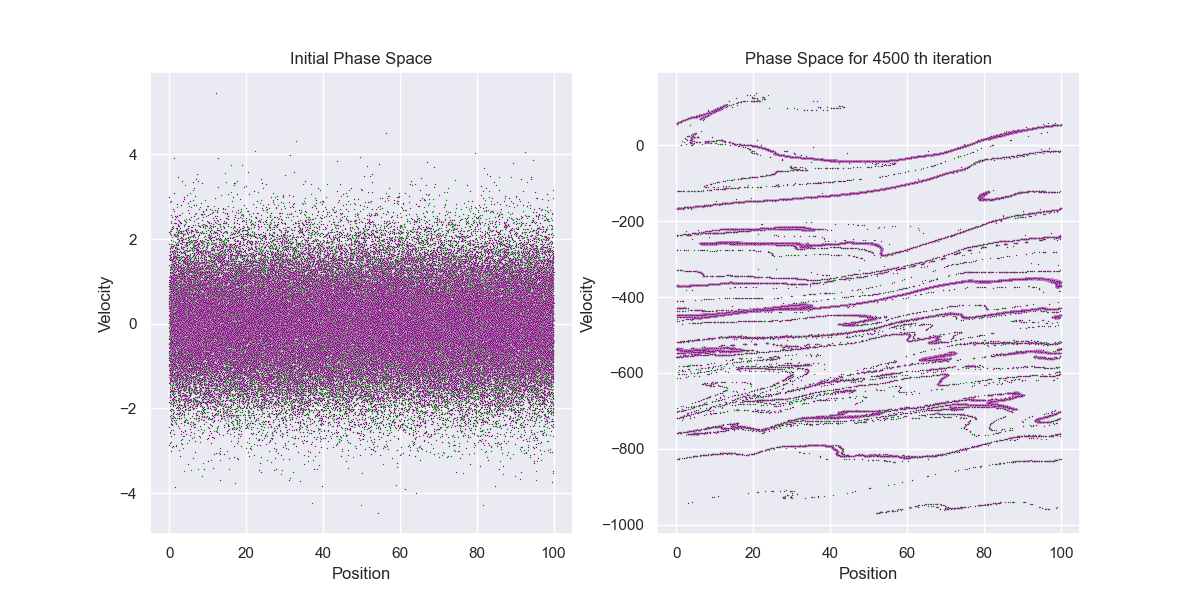 Initial Phase Space
Velocity
4
2
0
−2
−4
0 20 40 60 80 100
Position
Phase Space for 4500 th iteration
Velocity
0
−200
−400
−600
−800
−1000
0 20 40 60 80 100
Position